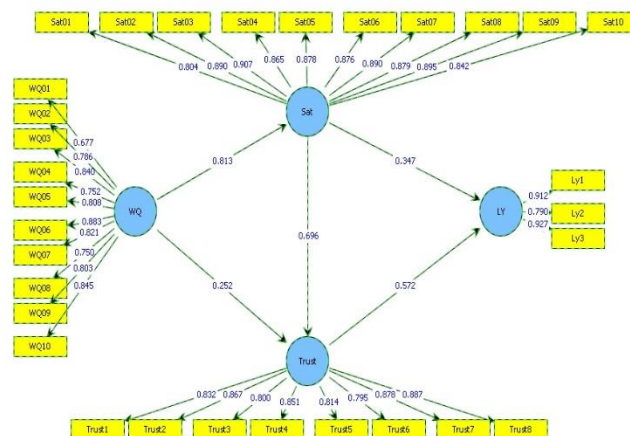 Sat01 Sat02 Sat03 Sat04 Sat05 Sat06 Sat07 Sat08 Sat09 Sat10
0.804 0.890 0.907 0.865 0.878 0.876 0.890 0.879 0.895 0.842
Sat
WQ01
WQ02
WQ03
WQ04
WQ05
WQ06
WQ07
WQ08
WQ09
WQ10
0.677
0.786
0.840
0.752
0.808
0.883
0.821
0.750
0.803
0.845
WQ
0.813
0.347
0.696
0.252
0.572
LY
0.912
0.790
0.927
Ly1
Ly2
Ly3
Trust
0.832 0.867 0.800 0.851 0.814 0.795 0.878 0.887
Trust1 Trust2 Trust3 Trust4 Trust5 Trust6 Trust7 Trust8